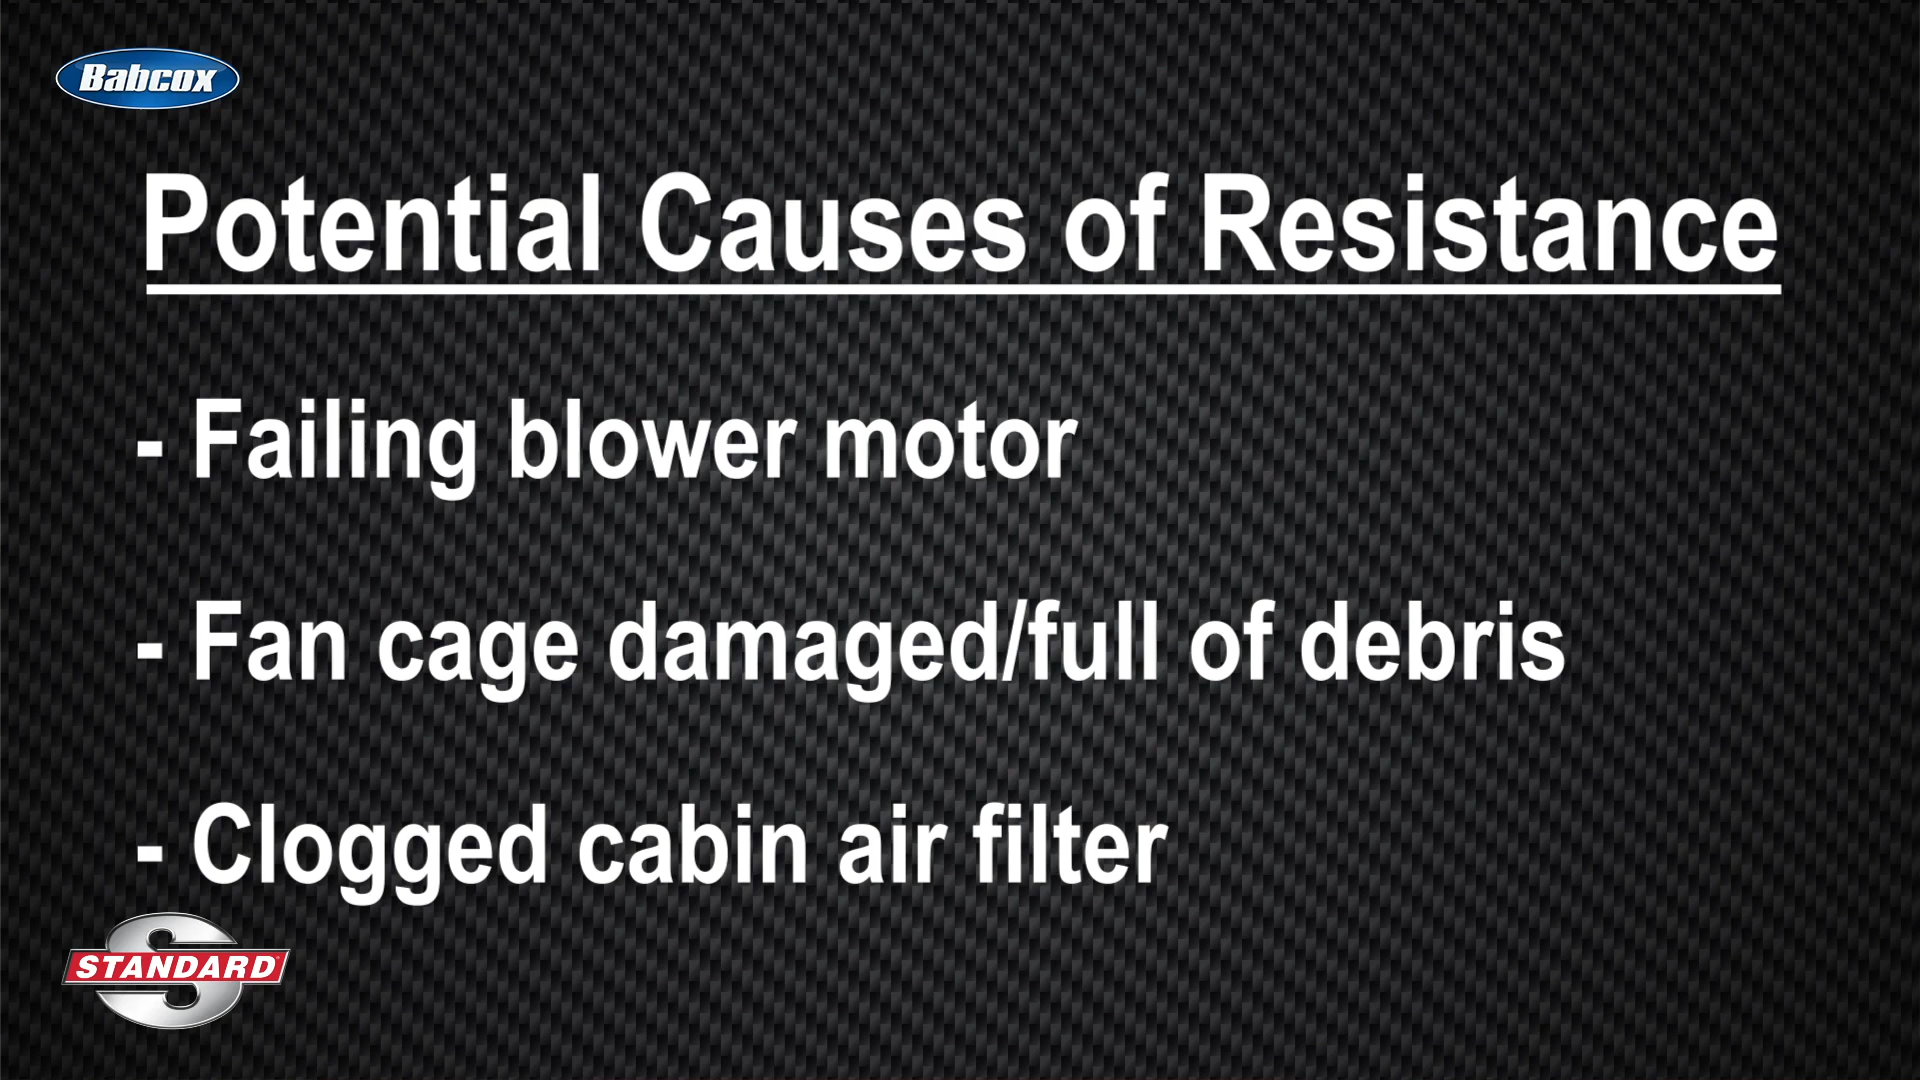 Babcox
Potential Causes of Resistance
- Failing blower motor
- Fan cage damaged/full of debris
- Clogged cabin air filter
S
STANDARD